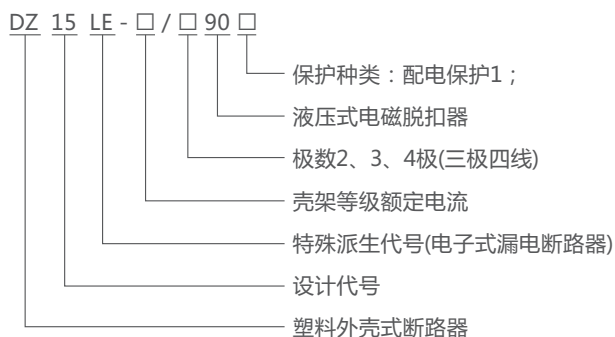 DZ 15 LE - □ / □ 90 □
保护种类：配电保护1；
液压式电磁脱扣器
极数2、3、4极(三极四线)
壳架等级额定电流
特殊派生代号(电子式漏电断路器)
设计代号
塑料外壳式断路器